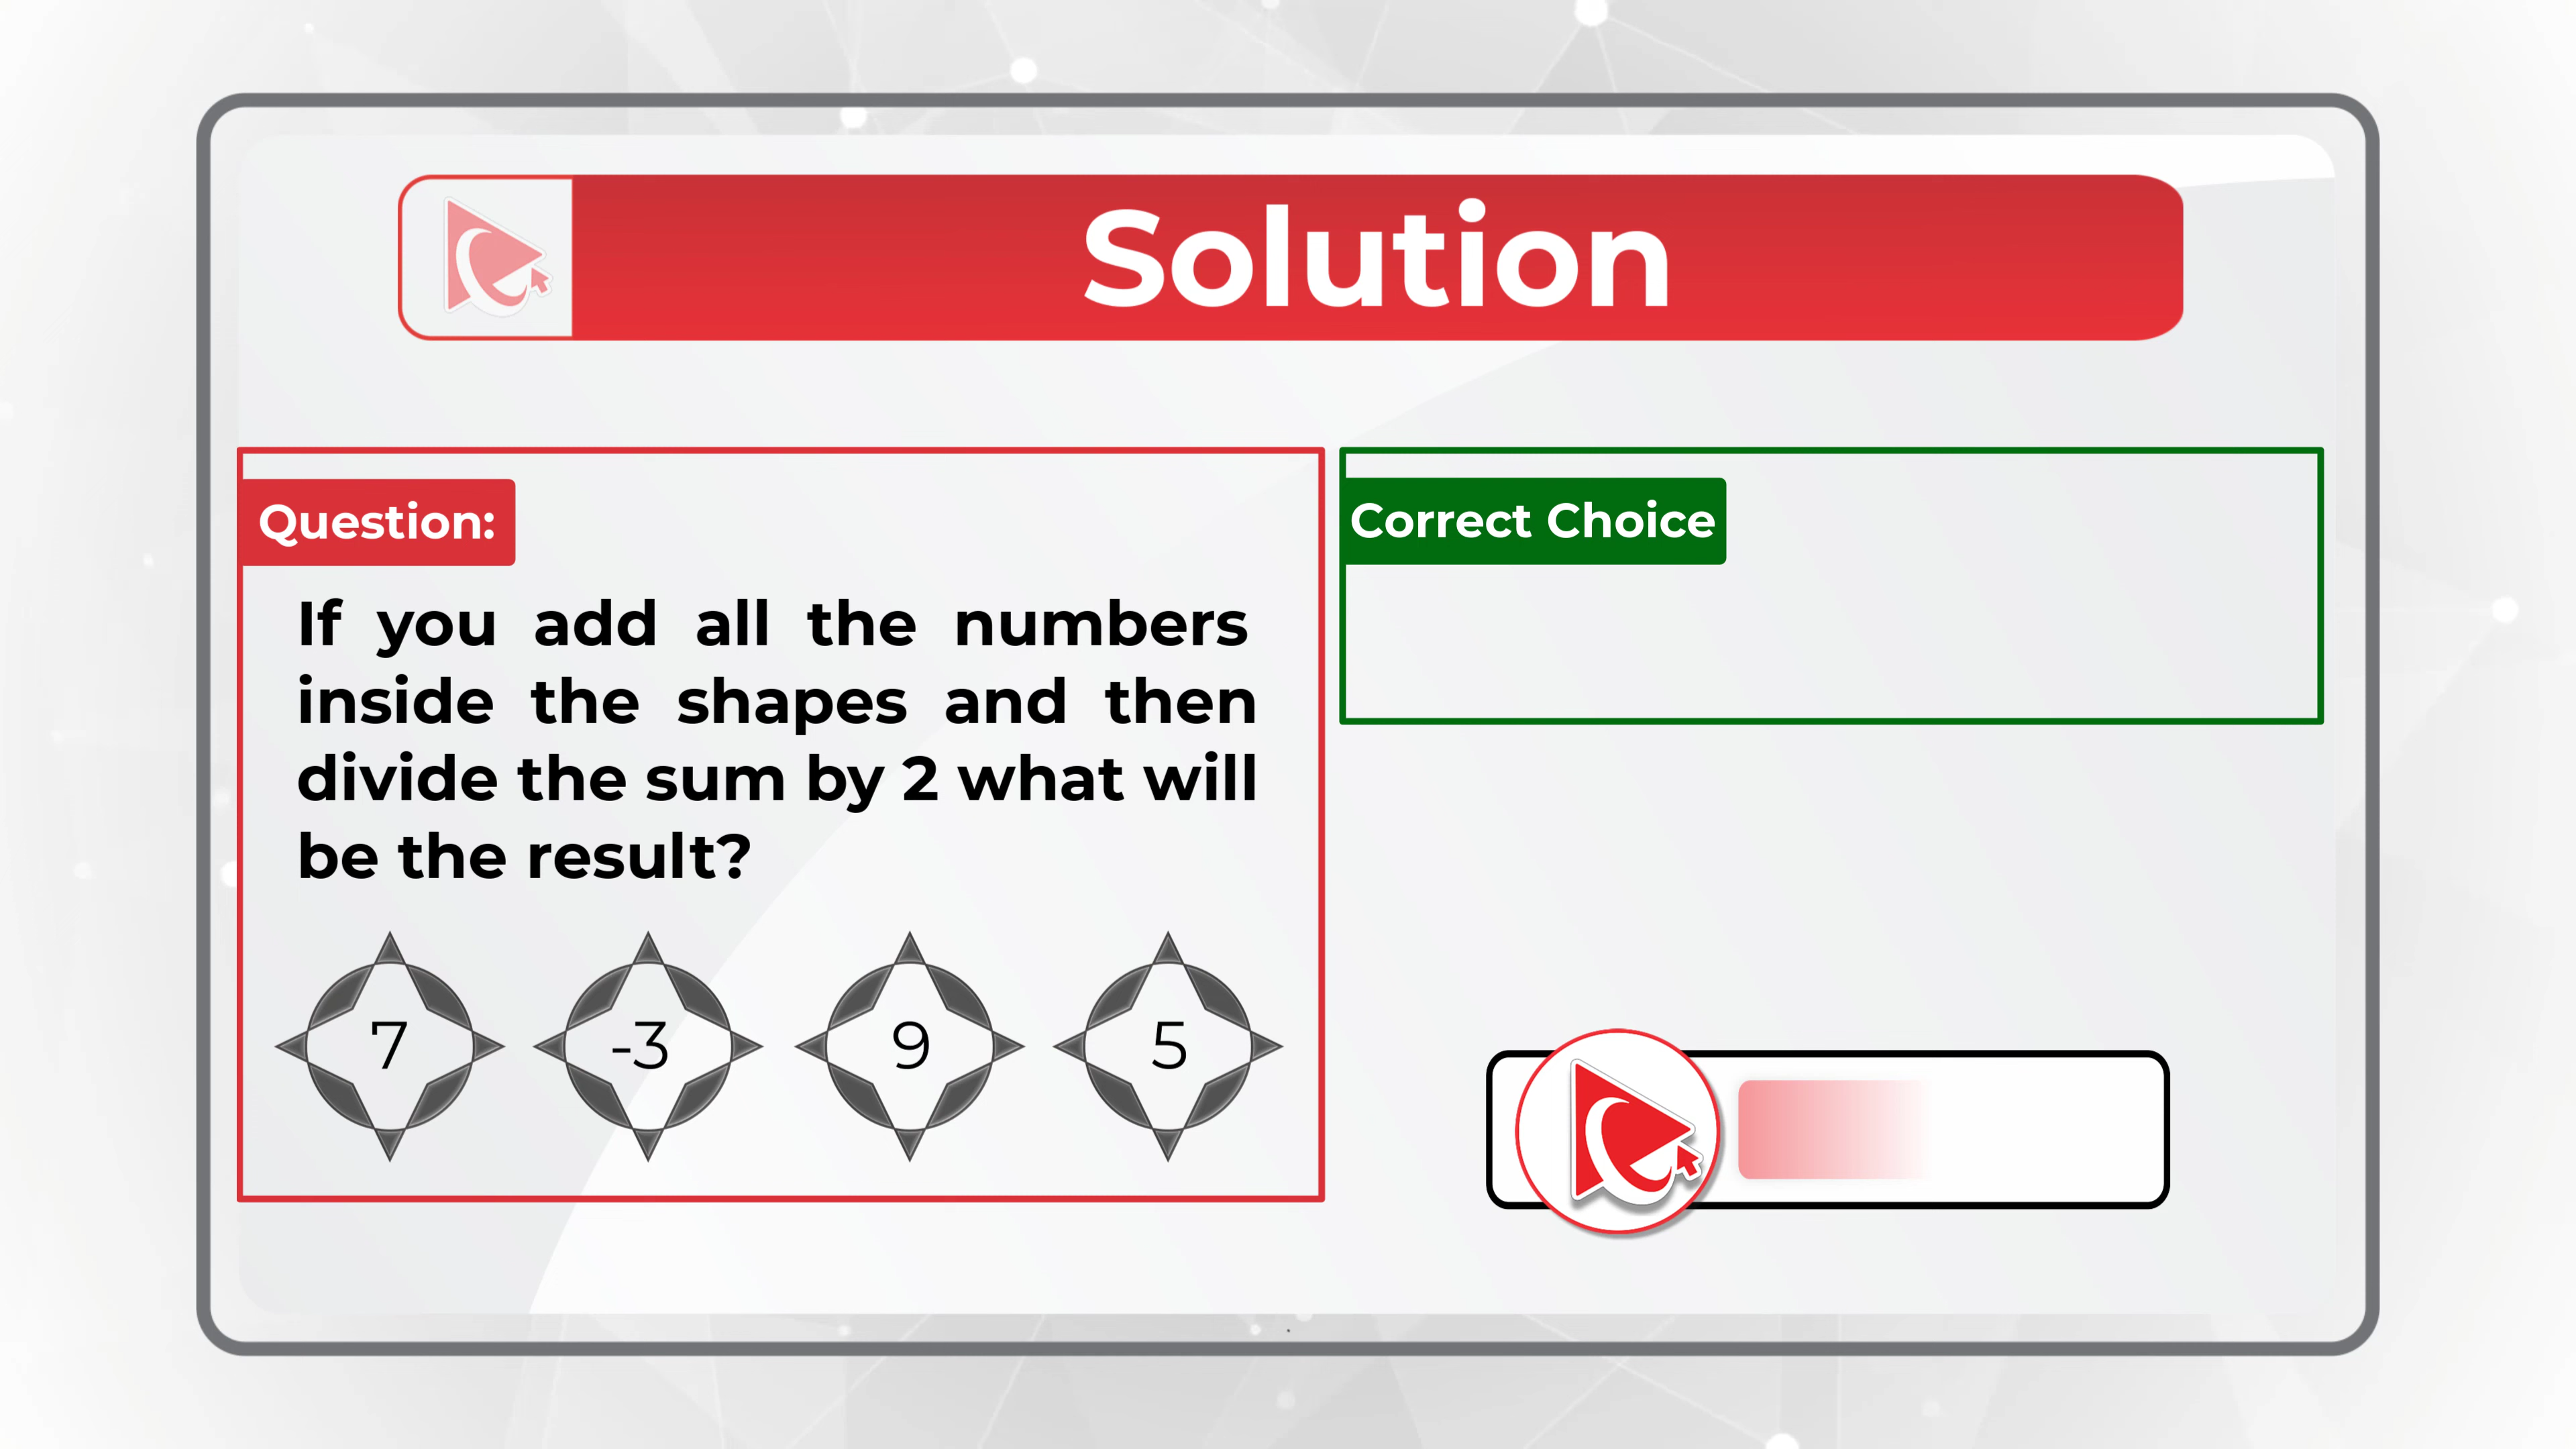 Solution
Question:
If you add all the numbers
inside the shapes and then
divide the sum by 2 what will
be the result?
7
-3
9
5
Correct Choice